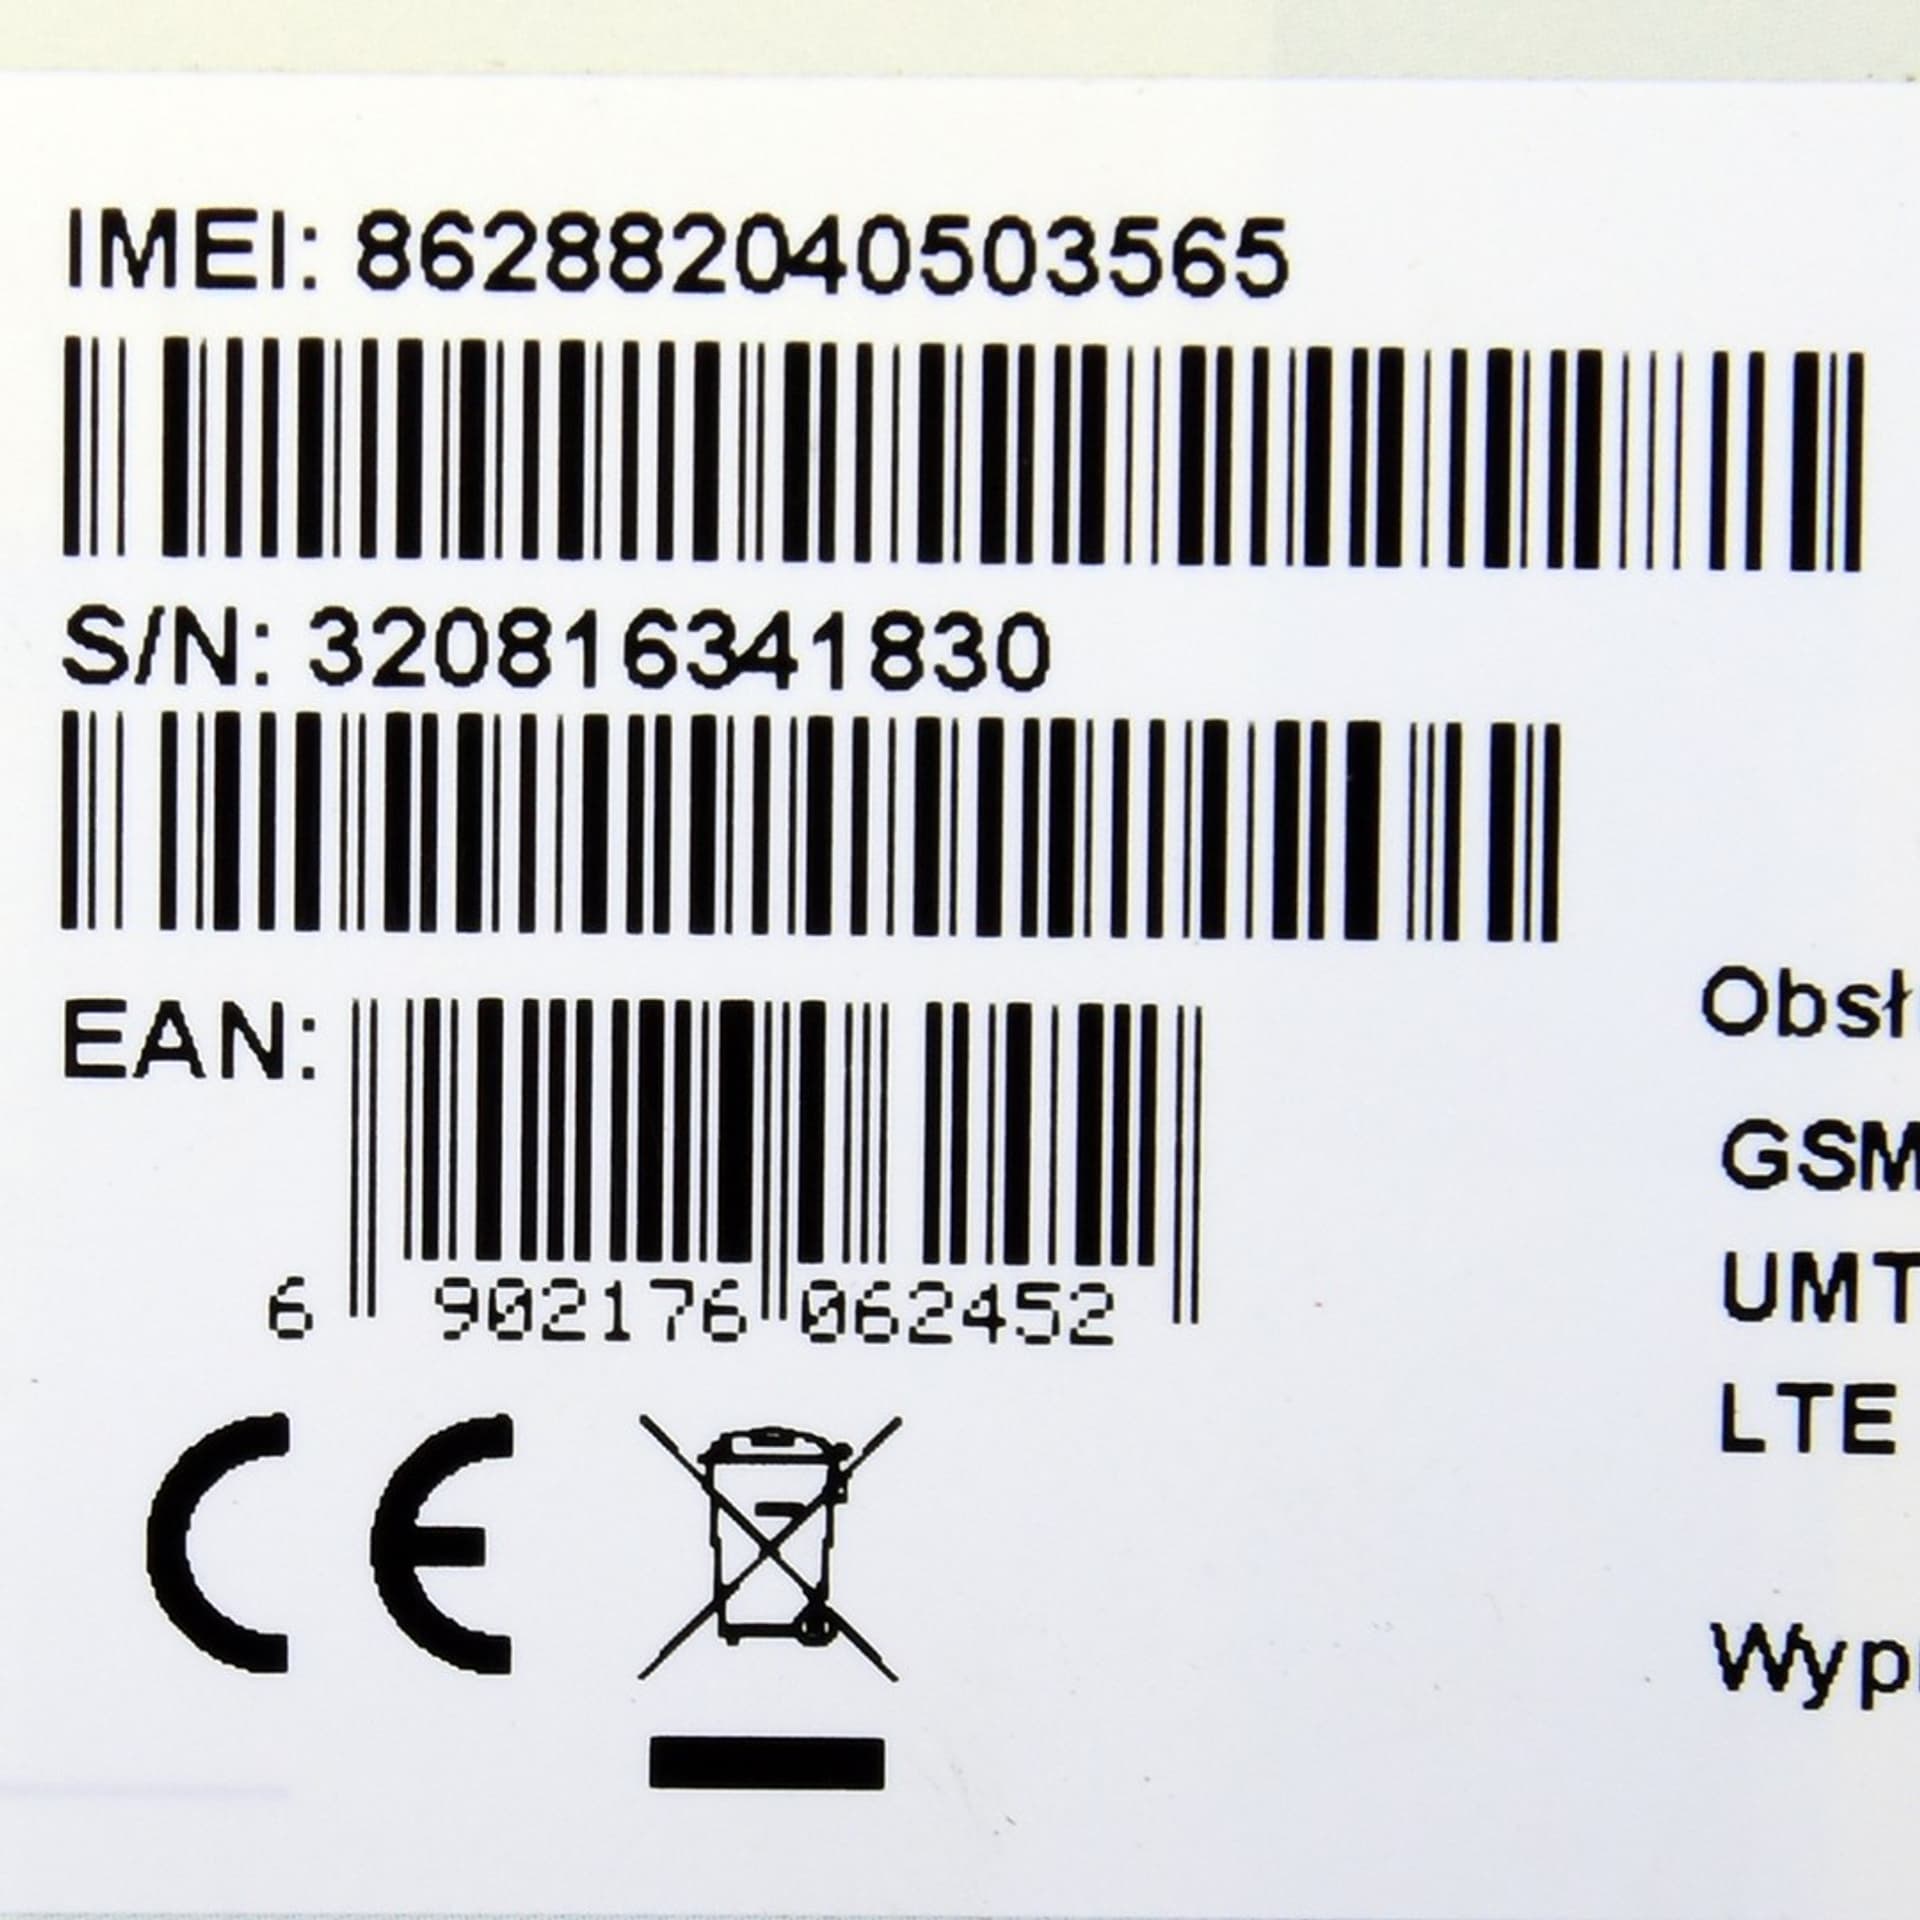 IMEI: 862882040503565
S/N: 320816341830
EAN:
6 902176 062452
CE
Obsł
GSM
UMT
LTE
Wyp